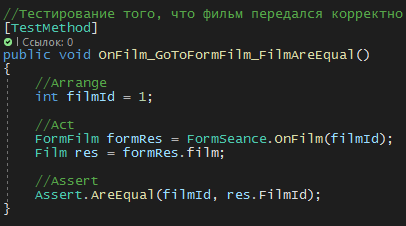 //Тестирование того, что фильм передался корректно
[TestMethod]
| Ссылок: 0
public void OnFilm_GoToFormFilm_FilmAreEqual()
{
//Arrange
int filmId = 1;
//Act
FormFilm formRes = FormSeance.OnFilm(filmId);
Film res = formRes.film;
//Assert
Assert.AreEqual(filmId, res.FilmId);
}